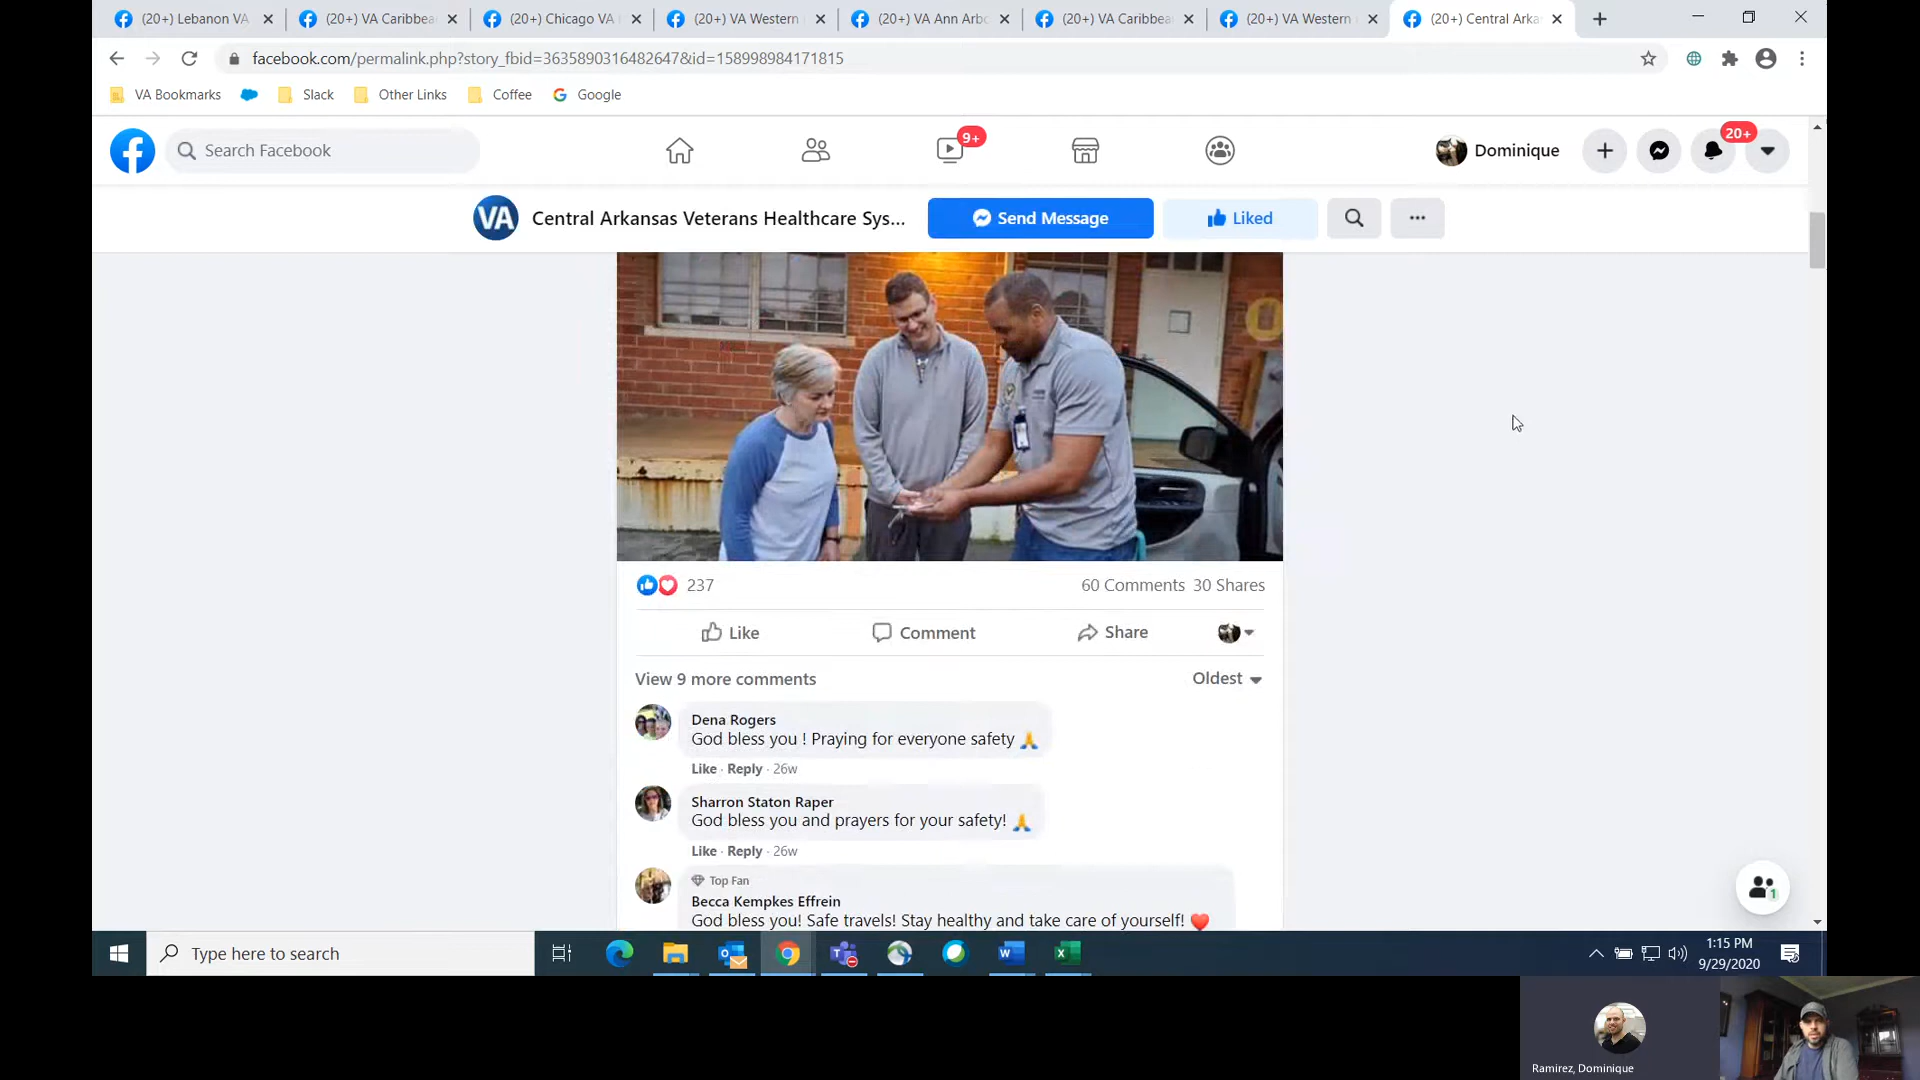 (20+) Lebanon VA
(20+) VA Caribbea
(20+) Chicago VA
(20+) VA Western
(20+) VA Ann Arbo
(20+) VA Caribbea
(20+) VA Western
(20+) Central Arka
facebook.com/permalink.php?story_fbid=3635890316482647&id=158998984171815
VA Bookmarks
Slack
Other Links
Coffee
Google
Search Facebook
9+
Dominique
20+
VA
Central Arkansas Veterans Healthcare Sys...
Send Message
Liked
237
60 Comments 30 Shares
Like
Comment
Share
View 9 more comments
Oldest
Dena Rogers
God bless you ! Praying for everyone safety 🙏
Like · Reply · 26w
Sharron Staton Raper
God bless you and prayers for your safety! 🙏
Like · Reply · 26w
Top Fan
Becca Kempkes Effrein
God bless you! Safe travels! Stay healthy and take care of yourself! ❤️
1
Type here to search
1:15 PM
9/29/2020
Ramirez, Dominique